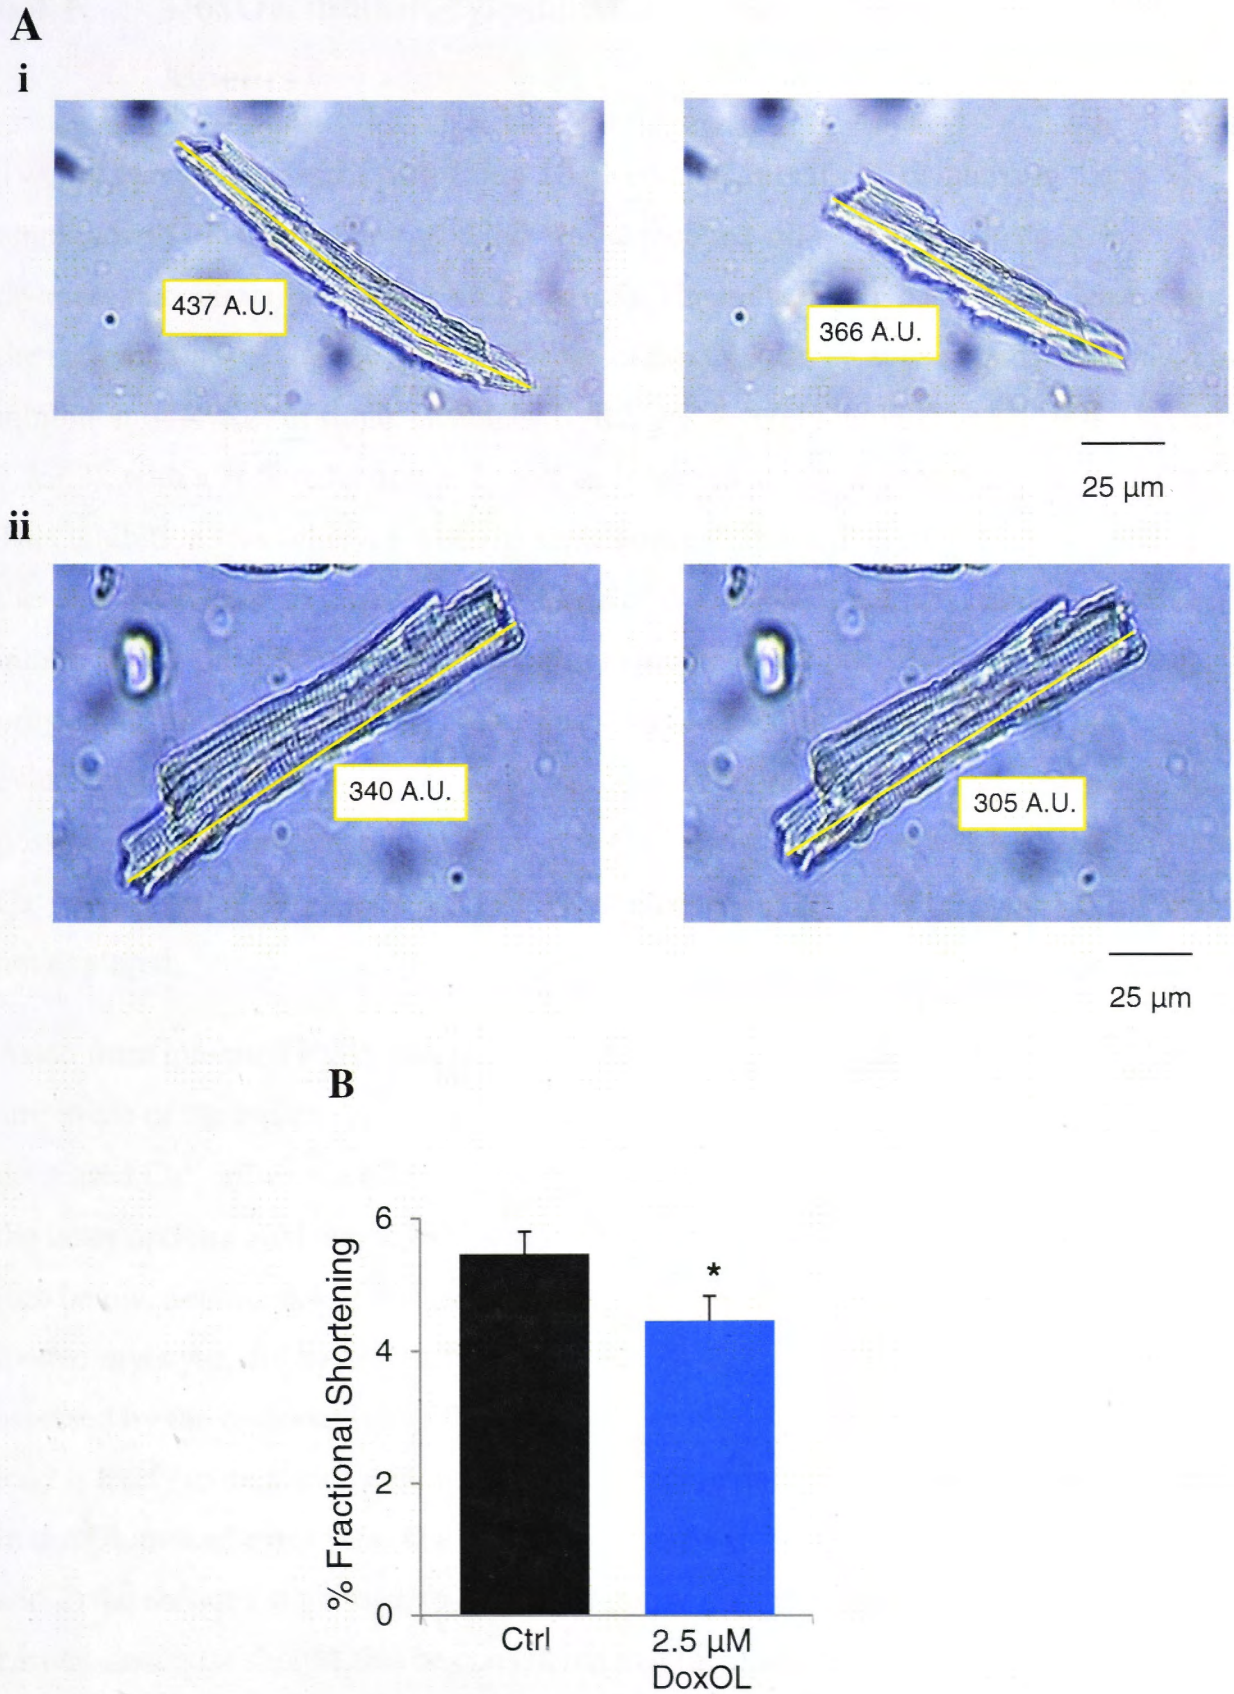 A
i
437 A.U.
366 A.U.
25 µm
ii
340 A.U.
305 A.U.
25 µm
B
6
4
2
0
% Fractional Shortening
*
Ctrl
2.5 µM
DoxOL